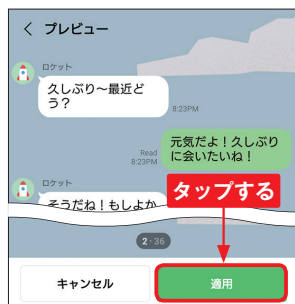 < プレビュー
ロケット
久しぶり〜最近ど
う?
8:23PM
元気だよ！久しぶり
に会いたいね！
Read
8:23PM
ロケット
そうだね！もしよか
タップする
2·36
キャンセル
適用